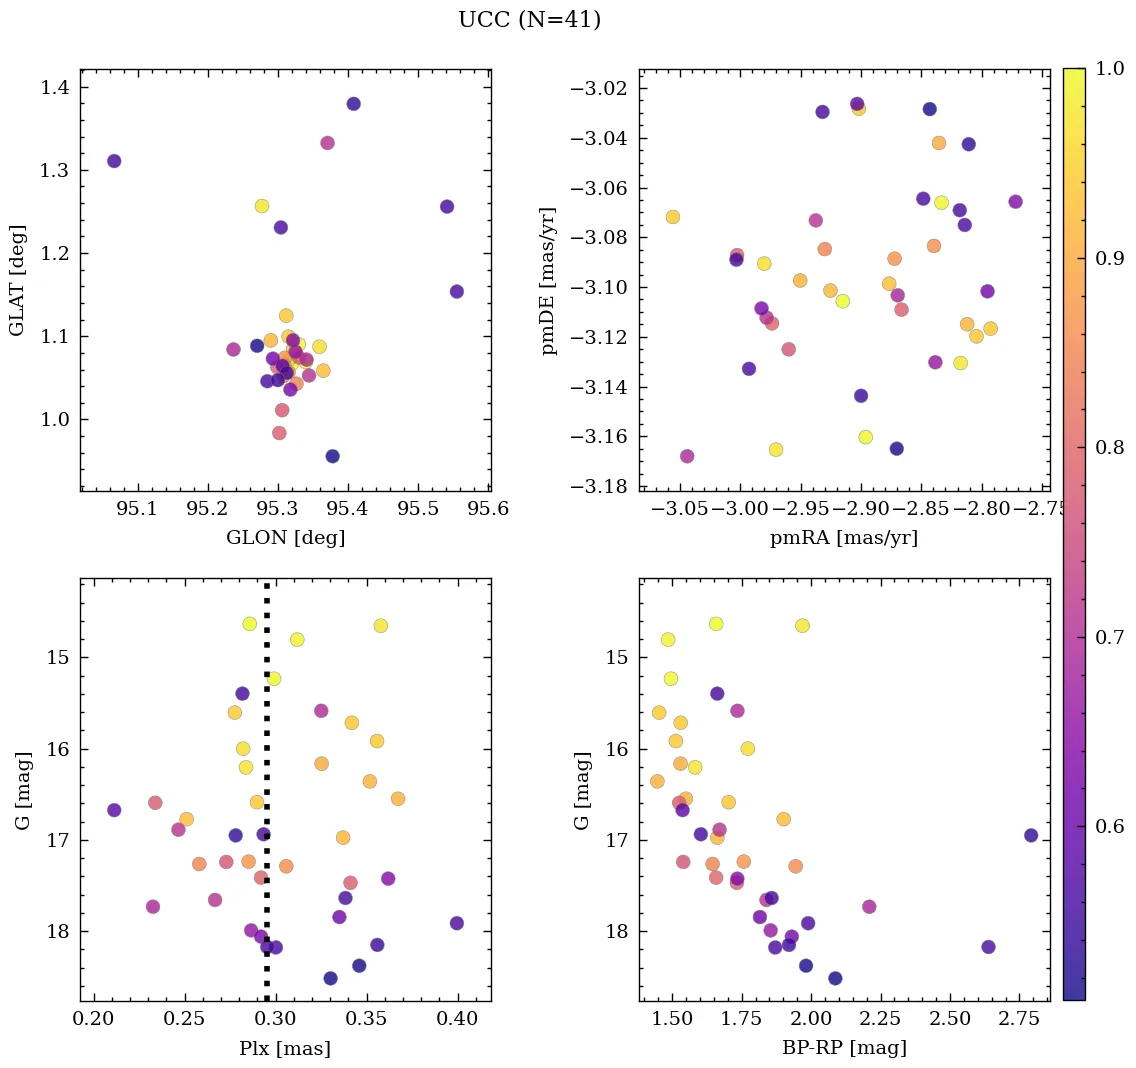 UCC (N=41)
1.4
1.3
1.2
1.1
1.0
GLAT [deg]
95.1 95.2 95.3 95.4 95.5 95.6
GLON [deg]
−3.02
−3.04
−3.06
−3.08
−3.10
−3.12
−3.14
−3.16
−3.18
pmDE [mas/yr]
−3.05 −3.00 −2.95 −2.90 −2.85 −2.80 −2.75
pmRA [mas/yr]
1.0
0.9
0.8
0.7
0.6
15
16
17
18
G [mag]
0.20 0.25 0.30 0.35 0.40
Plx [mas]
15
16
17
18
G [mag]
1.50 1.75 2.00 2.25 2.50 2.75
BP-RP [mag]